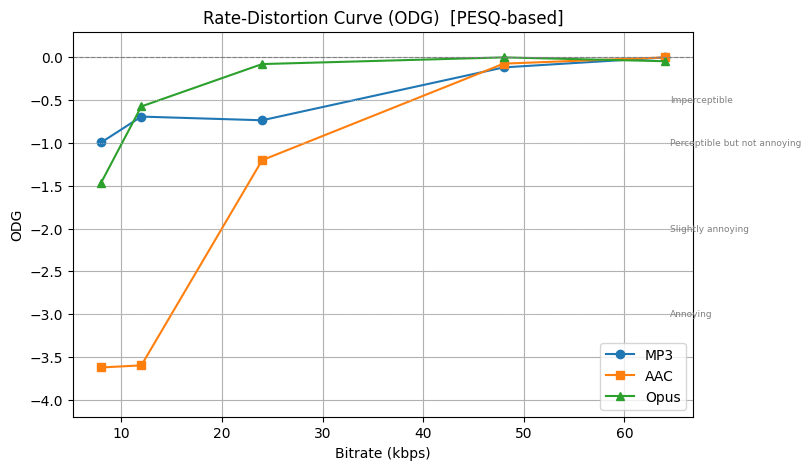 Rate-Distortion Curve (ODG) [PESQ-based]
ODG
0.0
−0.5
−1.0
−1.5
−2.0
−2.5
−3.0
−3.5
−4.0
Imperceptible
Perceptible but not annoying
Slightly annoying
Annoying
MP3
AAC
Opus
10
20
30
40
50
60
Bitrate (kbps)